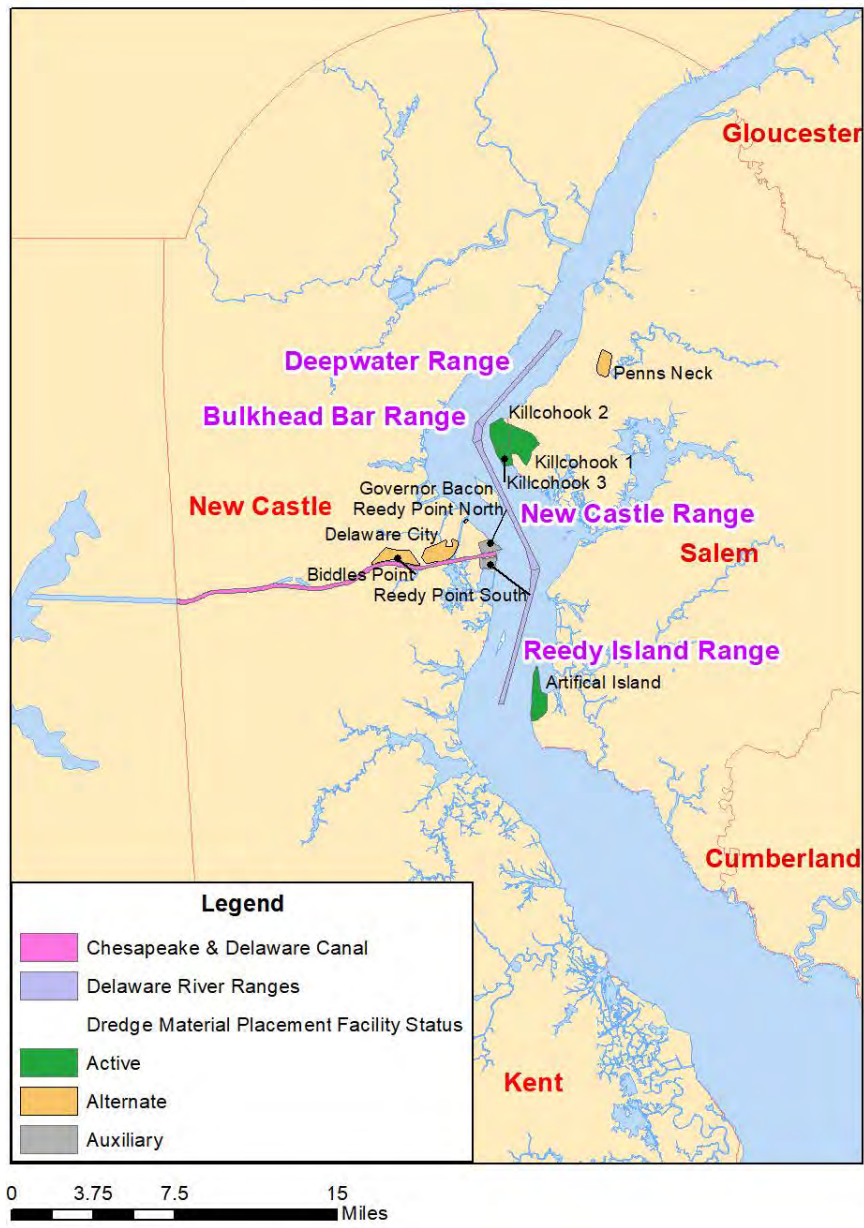 Gloucester
Deepwater Range
Penns Neck
Bulkhead Bar Range
Killcohook 2
Killcohook 1
Killcohook 3
Governor Bacon
New Castle
Reedy Point North
New Castle Range
Delaware City
Salem
Biddles Point
Reedy Point South
Reedy Island Range
Artifical Island
Cumberland
Kent
Legend
Chesapeake & Delaware Canal
Delaware River Ranges
Dredge Material Placement Facility Status
Active
Alternate
Auxiliary
0 3.75 7.5 15
Miles